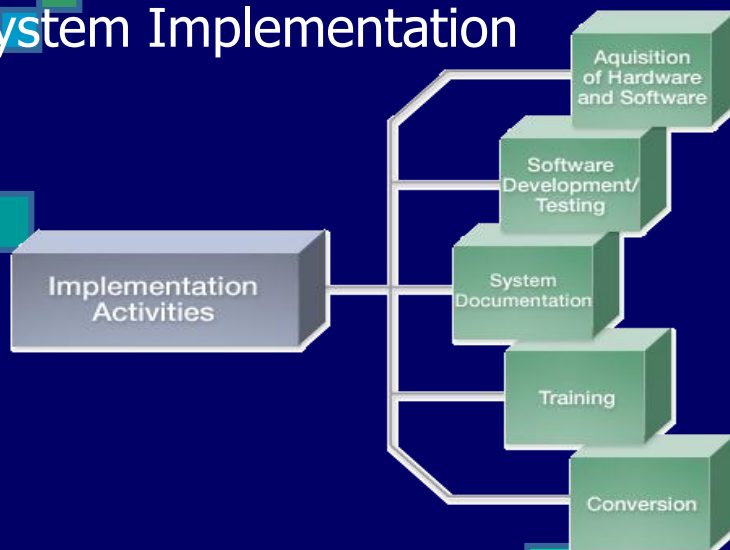 ystem Implementation
Aquisition
of Hardware
and Software
Software
Development/
Testing
System
Documentation
Implementation
Activities
Training
Conversion